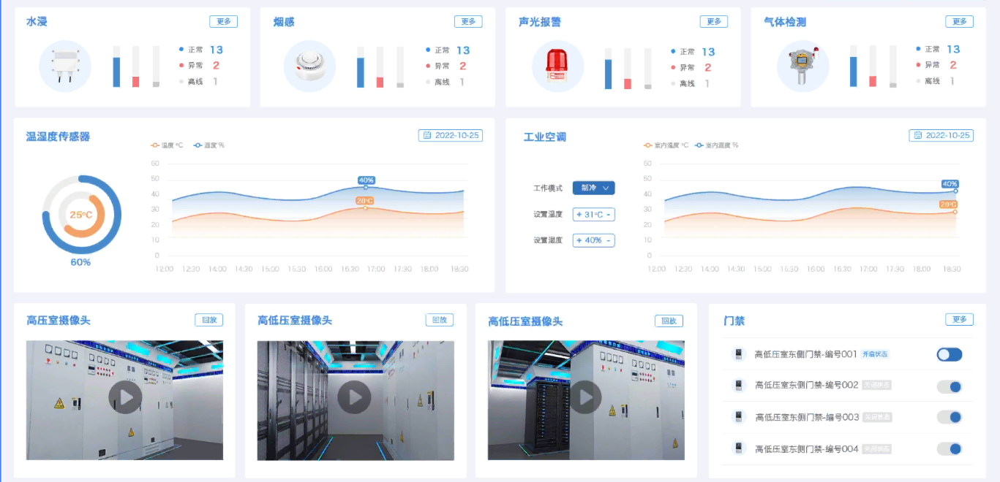 水浸 更多
正常 13
异常 2
离线 1
烟感 更多
正常 13
异常 2
离线 1
声光报警 更多
正常 13
异常 2
离线 1
气体检测 更多
正常 13
异常 2
离线 1
温湿度传感器 2022-10-25
温度 °C 湿度 %
60
50
40
30
20
10
0
40%
28°C
25°C
60%
12:00 12:30 14:00 14:30 15:00 15:30 16:00 16:30 17:00 17:30 18:00 18:30
工业空调 2022-10-25
室内温度 °C 室内湿度 %
工作模式 制冷
设置温度 + 31°C -
设置湿度 + 40% -
60
50
40
30
20
10
0
40%
28°C
12:00 12:30 14:00 14:30 15:00 15:30 16:00 16:30 17:00 17:30 18:00 18:30
高压室摄像头 回放
高低压室摄像头 回放
高低压室摄像头 回放
门禁 更多
高低压室东侧门禁-编号001 开启状态
高低压室东侧门禁-编号002 关闭状态
高低压室东侧门禁-编号003 关闭状态
高低压室东侧门禁-编号004 关闭状态